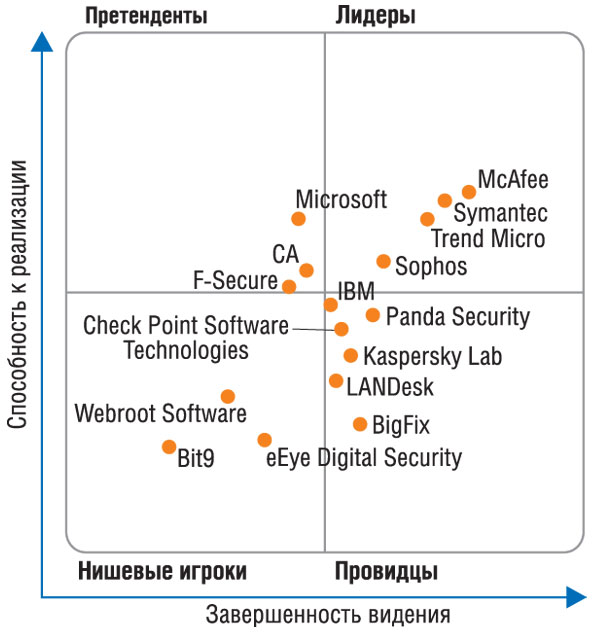 Претенденты
Лидеры
Способность к реализации
McAfee
Microsoft
Symantec
Trend Micro
CA
Sophos
F-Secure
IBM
Check Point Software
Technologies
Panda Security
Kaspersky Lab
LANDesk
Webroot Software
BigFix
Bit9
eEye Digital Security
Нишевые игроки
Провидцы
Завершенность видения